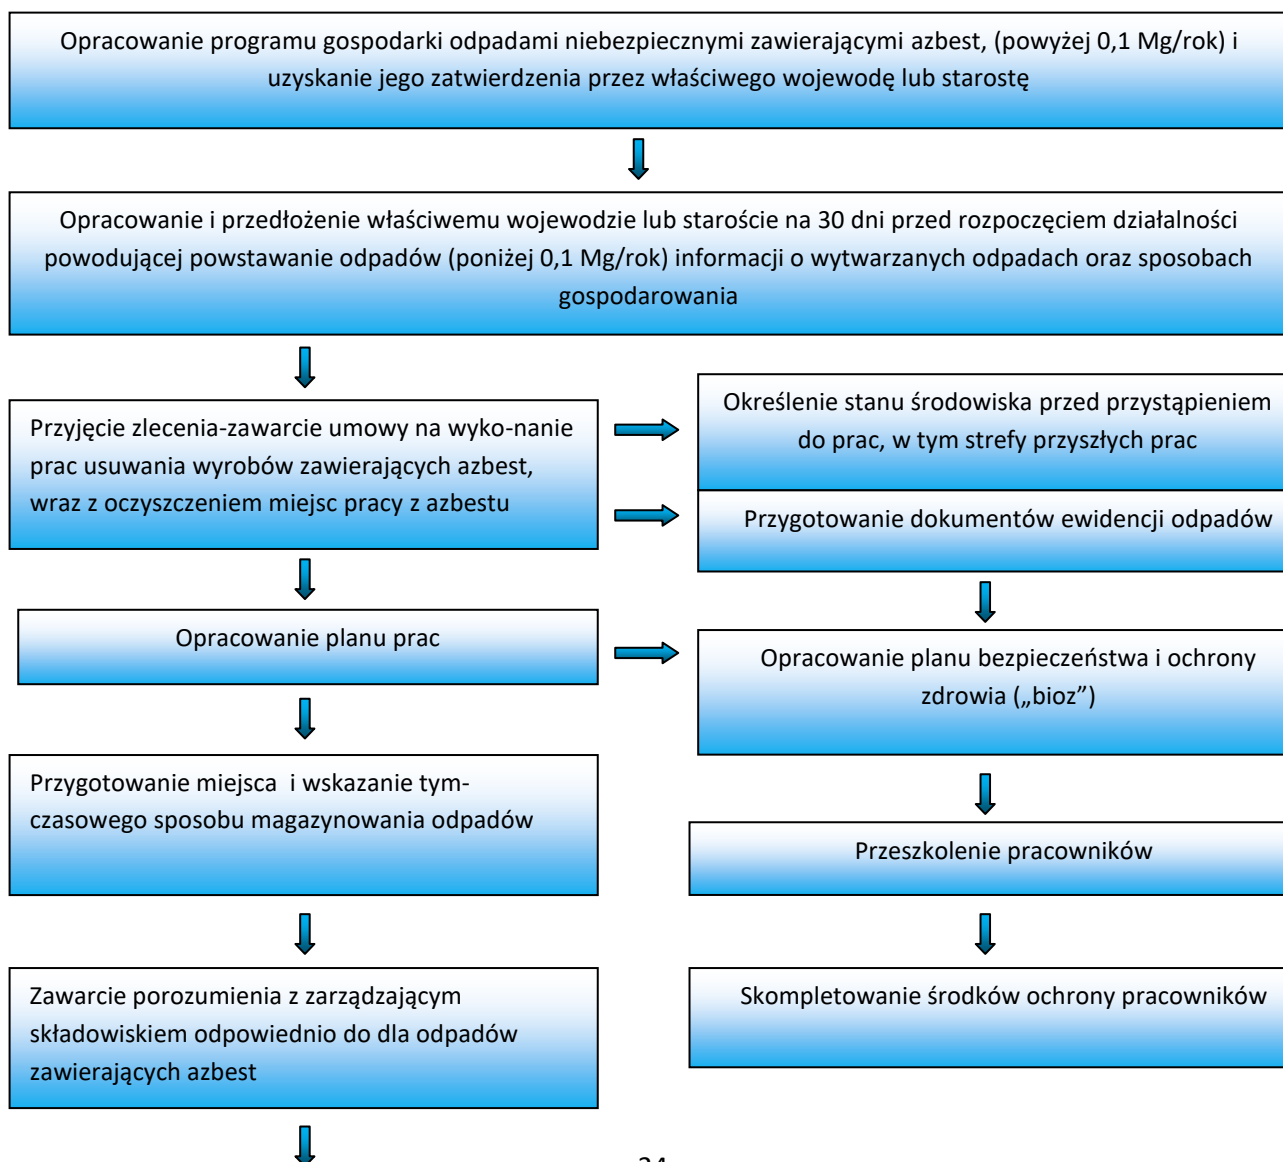 Opracowanie programu gospodarki odpadami niebezpiecznymi zawierającymi azbest, (powyżej 0,1 Mg/rok) i
uzyskanie jego zatwierdzenia przez właściwego wojewodę lub starostę
Opracowanie i przedłożenie właściwemu wojewodzie lub staroście na 30 dni przed rozpoczęciem działalności
powodującej powstawanie odpadów (poniżej 0,1 Mg/rok) informacji o wytwarzanych odpadach oraz sposobach
gospodarowania
Przyjęcie zlecenia-zawarcie umowy na wyko-nanie
prac usuwania wyrobów zawierających azbest,
wraz z oczyszczeniem miejsc pracy z azbestu
Określenie stanu środowiska przed przystąpieniem
do prac, w tym strefy przyszłych prac
Przygotowanie dokumentów ewidencji odpadów
Opracowanie planu prac
Opracowanie planu bezpieczeństwa i ochrony
zdrowia („bioz”)
Przygotowanie miejsca i wskazanie tym-
czasowego sposobu magazynowania odpadów
Przeszkolenie pracowników
Zawarcie porozumienia z zarządzającym
składowiskiem odpowiednio do dla odpadów
zawierających azbest
Skompletowanie środków ochrony pracowników